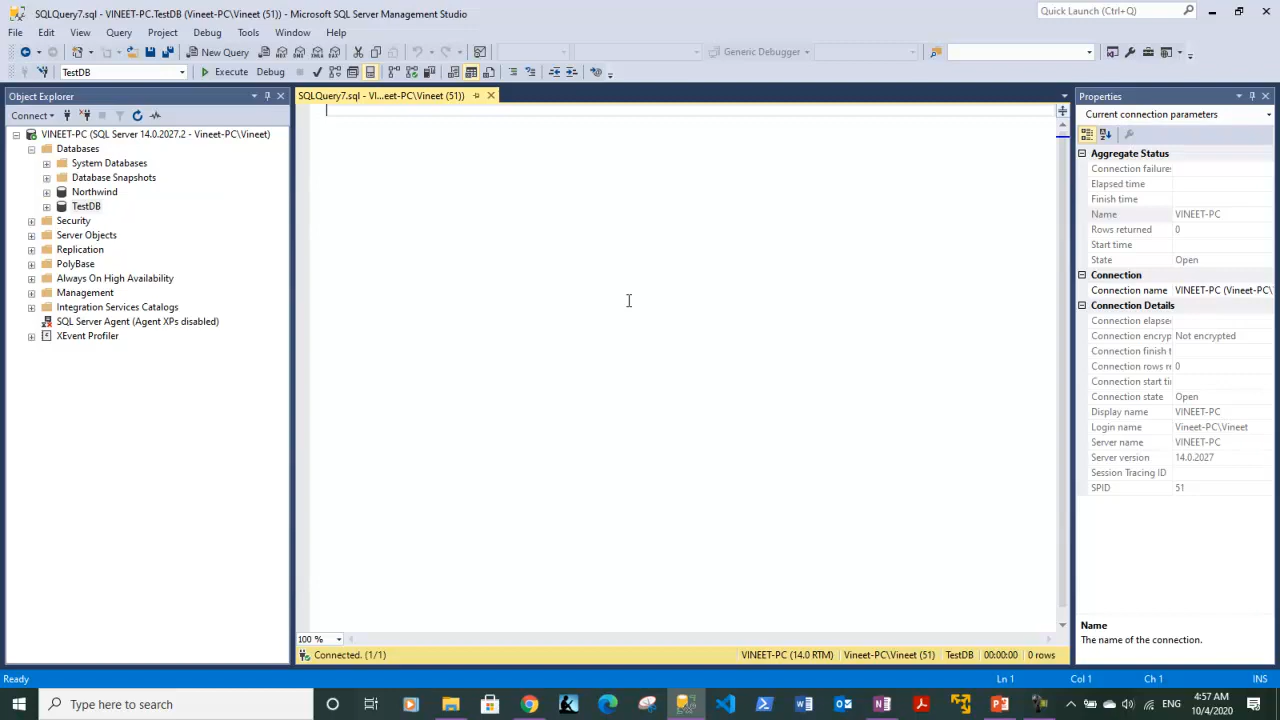 SQLQuery7.sql - VINEET-PC.TestDB (Vineet-PC\Vineet (51)) - Microsoft SQL Server Management Studio
Quick Launch (Ctrl+Q)
File Edit View Query Project Debug Tools Window Help
New Query
Generic Debugger
TestDB
Execute Debug
Object Explorer
Connect
VINEET-PC (SQL Server 14.0.2027.2 - Vineet-PC\Vineet)
Databases
System Databases
Database Snapshots
Northwind
TestDB
Security
Server Objects
Replication
PolyBase
Always On High Availability
Management
Integration Services Catalogs
SQL Server Agent (Agent XPs disabled)
XEvent Profiler
SQLQuery7.sql - VI...eet-PC\Vineet (51))
100 %
Connected. (1/1)
VINEET-PC (14.0 RTM) Vineet-PC\Vineet (51) TestDB 00:00:00 0 rows
Properties
Current connection parameters
Aggregate Status
Connection failures
Elapsed time
Finish time
Name VINEET-PC
Rows returned 0
Start time
State Open
Connection
Connection name VINEET-PC (Vineet-PC\
Connection Details
Connection elapse
Connection encryp Not encrypted
Connection finish t
Connection rows re 0
Connection start ti
Connection state Open
Display name VINEET-PC
Login name Vineet-PC\Vineet
Server name VINEET-PC
Server version 14.0.2027
Session Tracing ID
SPID 51
Name
The name of the connection.
Ready
Ln 1 Col 1 Ch 1 INS
Type here to search
ENG
4:57 AM
10/4/2020